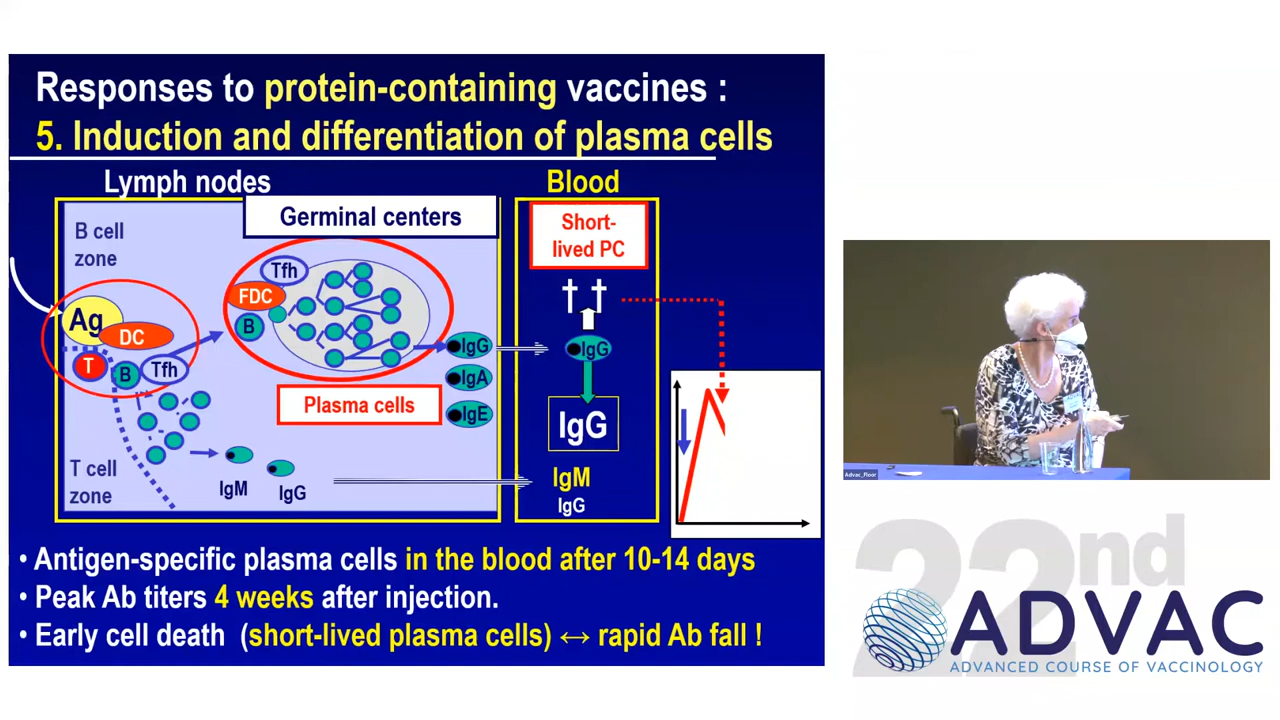 Responses to protein-containing vaccines :
5. Induction and differentiation of plasma cells
Lymph nodes
Blood
B cell
zone
Germinal centers
Short-
lived PC
Tfh
FDC
B
Ag
DC
T
B
Tfh
IgG
IgA
IgE
IgG
Plasma cells
IgG
T cell
zone
IgM
IgG
IgM
IgG
• Antigen-specific plasma cells in the blood after 10-14 days
• Peak Ab titers 4 weeks after injection.
• Early cell death (short-lived plasma cells) ↔ rapid Ab fall !
Advac_Floor
22nd
ADVAC
ADVANCED COURSE OF VACCINOLOGY